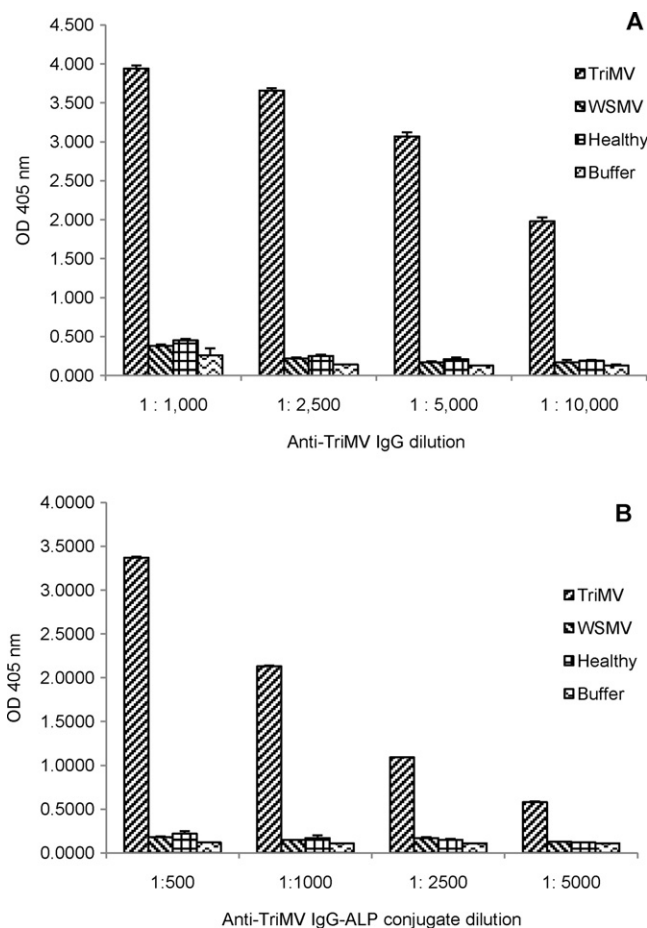 A
4.500
4.000
3.500
3.000
2.500
2.000
1.500
1.000
0.500
0.000
OD 405 nm
TriMV
WSMV
Healthy
Buffer
1 : 1,000
1: 2,500
1 : 5,000
1 : 10,000
Anti-TriMV IgG dilution
B
4.0000
3.5000
3.0000
2.5000
2.0000
1.5000
1.0000
0.5000
0.0000
OD 405 nm
TriMV
WSMV
Healthy
Buffer
1:500
1:1000
1: 2500
1: 5000
Anti-TriMV IgG-ALP conjugate dilution